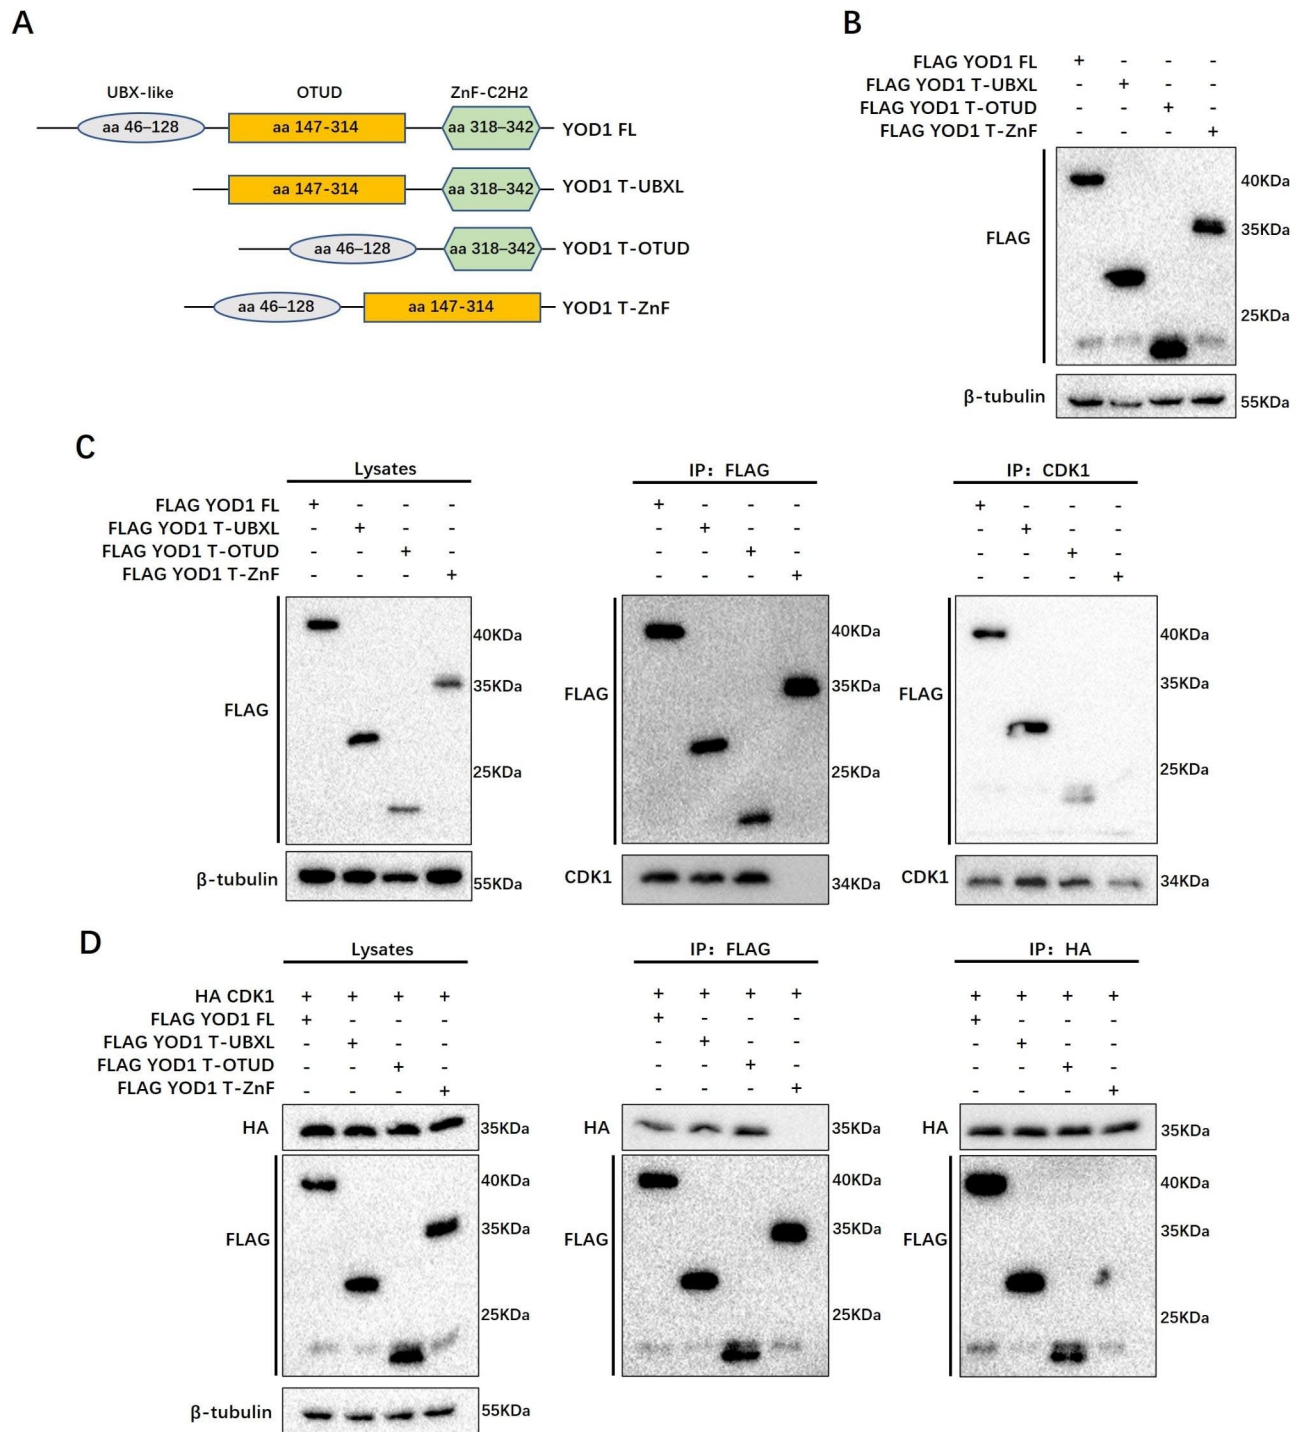 A
UBX-like OTUD ZnF-C2H2
aa 46–128 aa 147-314 aa 318–342 YOD1 FL
aa 147-314 aa 318–342 YOD1 T-UBXL
aa 46–128 aa 318–342 YOD1 T-OTUD
aa 46–128 aa 147-314 YOD1 T-ZnF
B
FLAG YOD1 FL + - - -
FLAG YOD1 T-UBXL - + - -
FLAG YOD1 T-OTUD - - + -
FLAG YOD1 T-ZnF - - - +
40KDa
35KDa
FLAG
25KDa
β-tubulin 55KDa
C
Lysates IP: FLAG IP: CDK1
FLAG YOD1 FL + - - - + - - - + - - -
FLAG YOD1 T-UBXL - + - - - + - - - + - -
FLAG YOD1 T-OTUD - - + - - - + - - - + -
FLAG YOD1 T-ZnF - - - + - - - + - - - +
40KDa 40KDa 40KDa
35KDa 35KDa 35KDa
FLAG FLAG FLAG
25KDa 25KDa 25KDa
β-tubulin 55KDa CDK1 34KDa CDK1 34KDa
D
Lysates IP: FLAG IP: HA
HA CDK1 + + + + + + + + + + + +
FLAG YOD1 FL + - - - + - - - + - - -
FLAG YOD1 T-UBXL - + - - - + - - - + - -
FLAG YOD1 T-OTUD - - + - - - + - - - + -
FLAG YOD1 T-ZnF - - - + - - - + - - - +
HA 35KDa HA 35KDa HA 35KDa
40KDa 40KDa 40KDa
35KDa 35KDa 35KDa
FLAG FLAG FLAG
25KDa 25KDa 25KDa
β-tubulin 55KDa